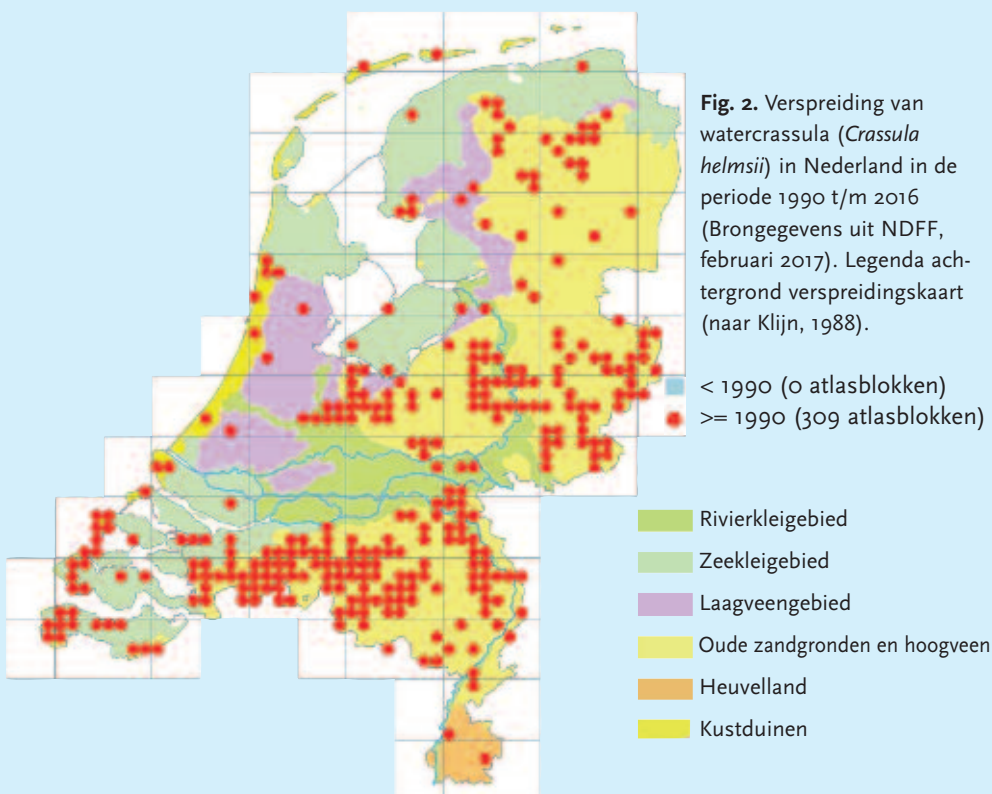 Fig. 2. Verspreiding van
watercrassula (Crassula
helmsii) in Nederland in de
periode 1990 t/m 2016
(Brongegevens uit NDFF,
februari 2017). Legenda ach-
tergrond verspreidingskaart
(naar Klijn, 1988).
< 1990 (0 atlasblokken)
>= 1990 (309 atlasblokken)
Rivierkleigebied
Zeekleigebied
Laagveengebied
Oude zandgronden en hoogveen
Heuvelland
Kustduinen